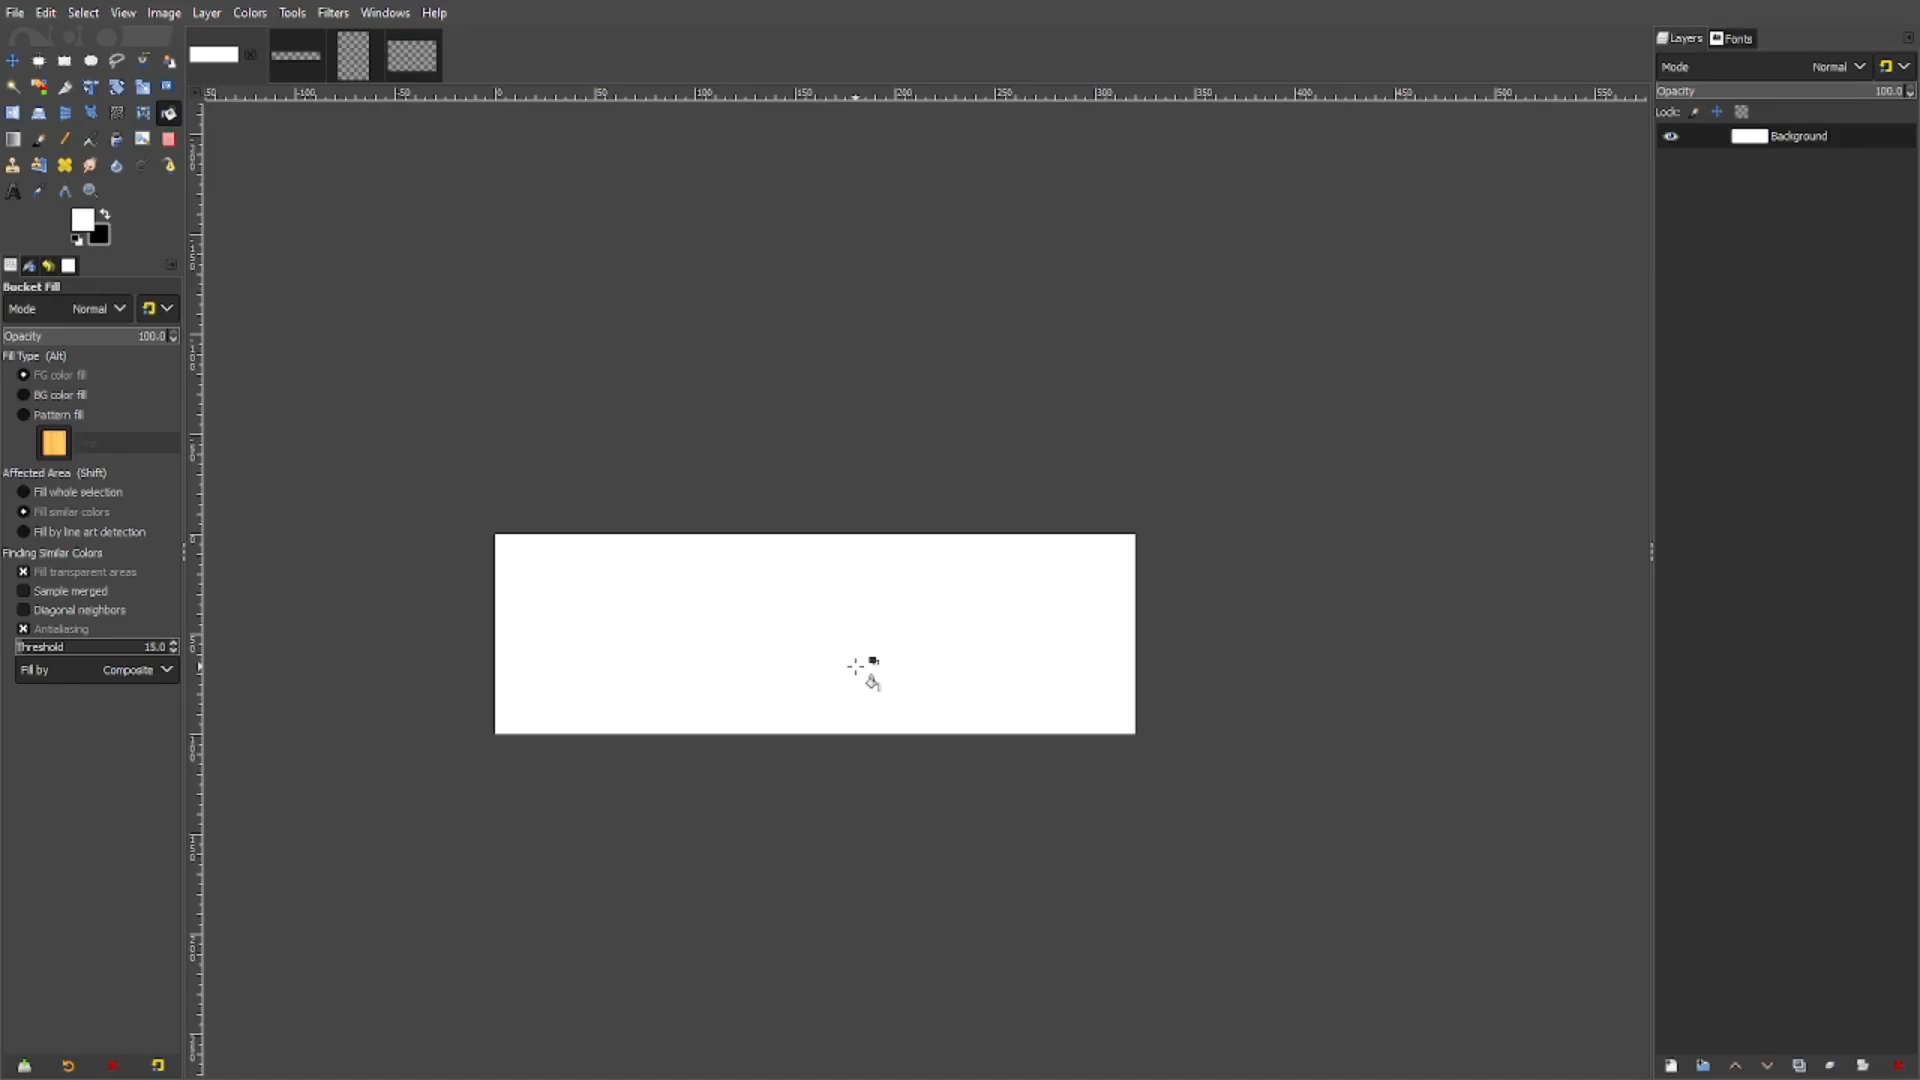 File Edit Select View Image Layer Colors Tools Filters Windows Help
Layers Fonts
Mode Normal
Opacity 100.0
Lock:
Background
Bucket Fill
Mode Normal
Opacity 100.0
Fill Type (Alt)
FG color fill
BG color fill
Pattern fill
Affected Area (Shift)
Fill whole selection
Fill similar colors
Fill by line art detection
Finding Similar Colors
Fill transparent areas
Sample merged
Diagonal neighbors
Antialiasing
Threshold 15.0
Fill by Composite